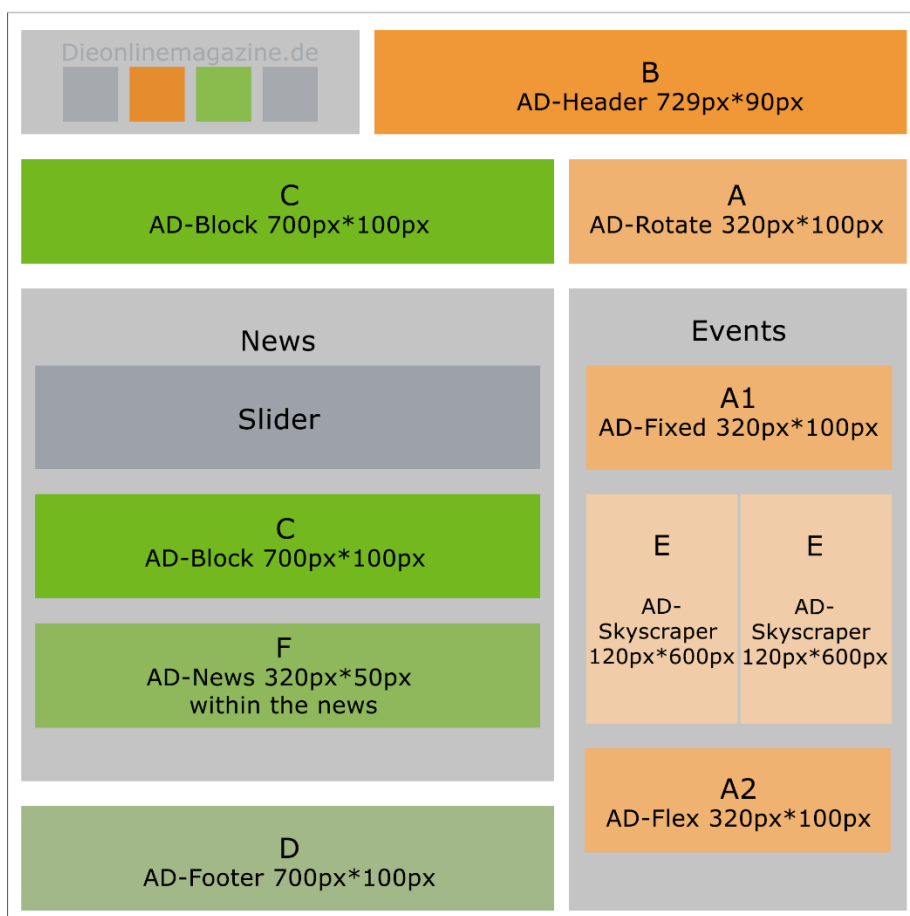 Dieonlinemagazine.de
B
AD-Header 729px*90px
C
AD-Block 700px*100px
A
AD-Rotate 320px*100px
News
Slider
C
AD-Block 700px*100px
F
AD-News 320px*50px
within the news
Events
A1
AD-Fixed 320px*100px
E
AD-
Skyscraper
120px*600px
E
AD-
Skyscraper
120px*600px
A2
AD-Flex 320px*100px
D
AD-Footer 700px*100px